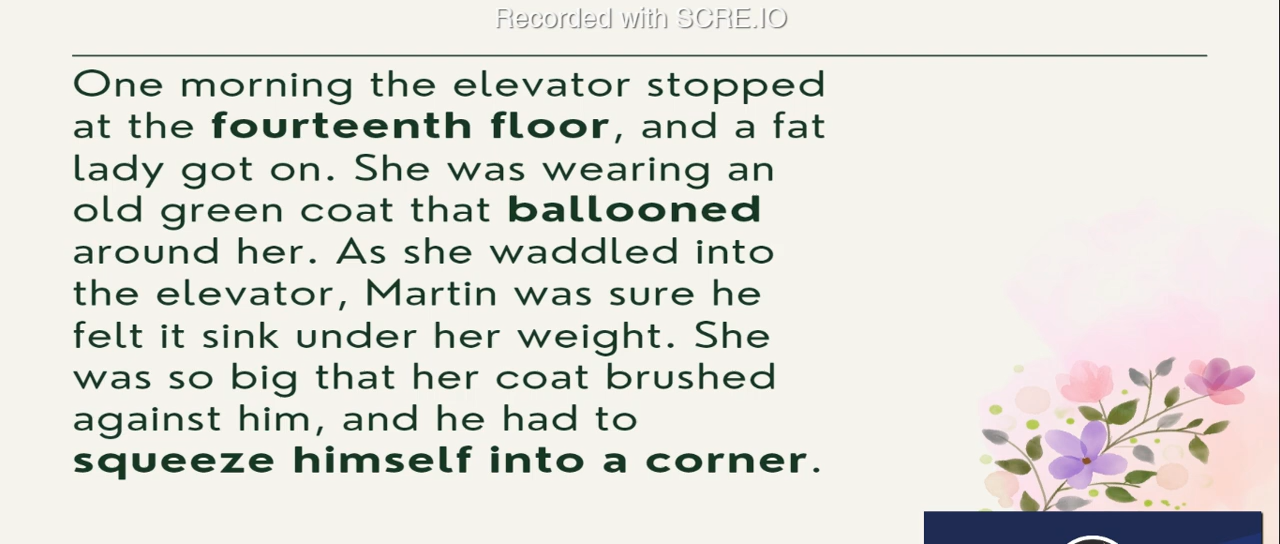 Recorded with SCRE.IO
One morning the elevator stopped
at the fourteenth floor, and a fat
lady got on. She was wearing an
old green coat that ballooned
around her. As she waddled into
the elevator, Martin was sure he
felt it sink under her weight. She
was so big that her coat brushed
against him, and he had to
squeeze himself into a corner.